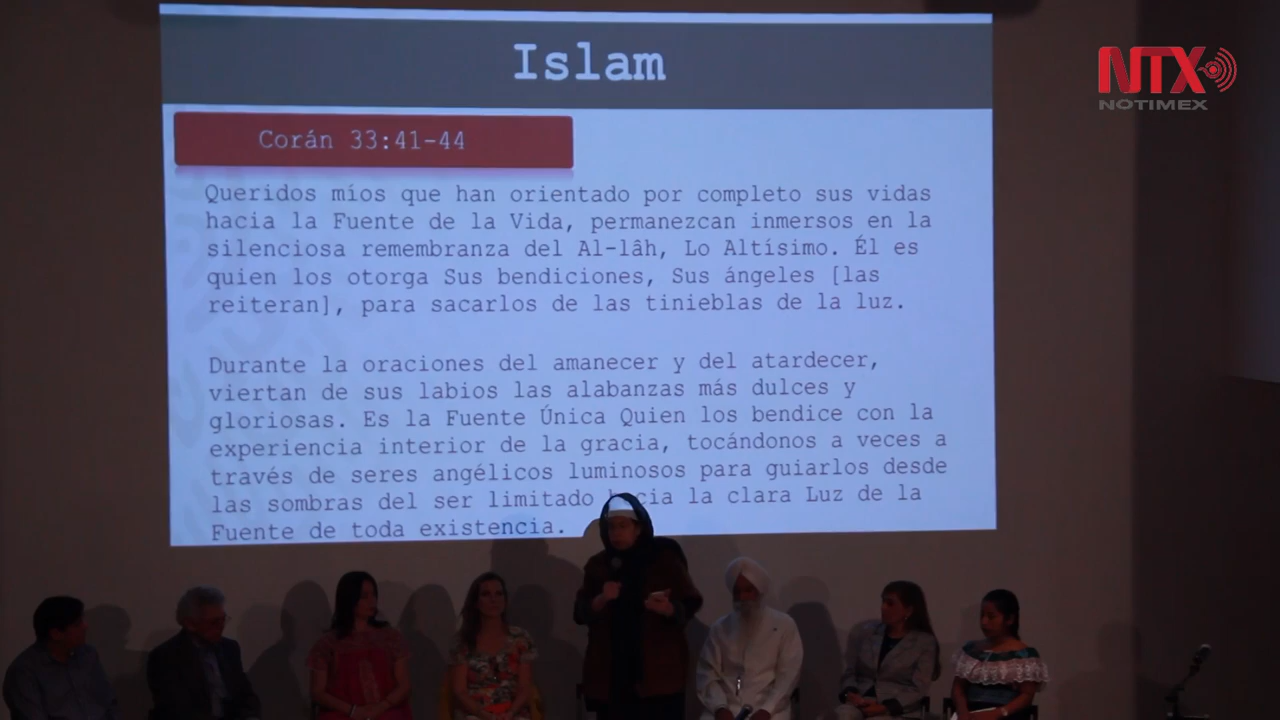 Islam
NTX
NOTIMEX
Corán 33:41-44
Queridos míos que han orientado por completo sus vidas
hacia la Fuente de la Vida, permanezcan inmersos en la
silenciosa remembranza del Al-lâh, Lo Altísimo. Él es
quien los otorga Sus bendiciones, Sus ángeles [las
reiteran], para sacarlos de las tinieblas de la luz.
Durante la oraciones del amanecer y del atardecer,
viertan de sus labios las alabanzas más dulces y
gloriosas. Es la Fuente Única Quien los bendice con la
experiencia interior de la gracia, tocándonos a veces a
través de seres angélicos luminosos para guiarlos desde
las sombras del ser limitado hacia la clara Luz de la
Fuente de toda existencia.